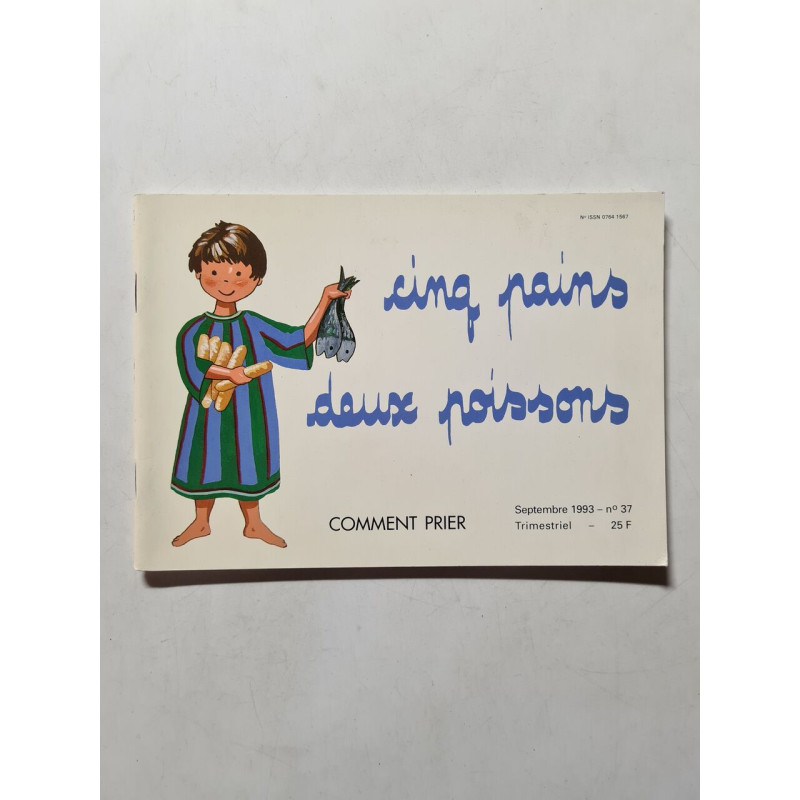 N° ISSN 0764 1567
cinq pains
deux poissons
COMMENT PRIER
Septembre 1993 – n° 37
Trimestriel – 25 F